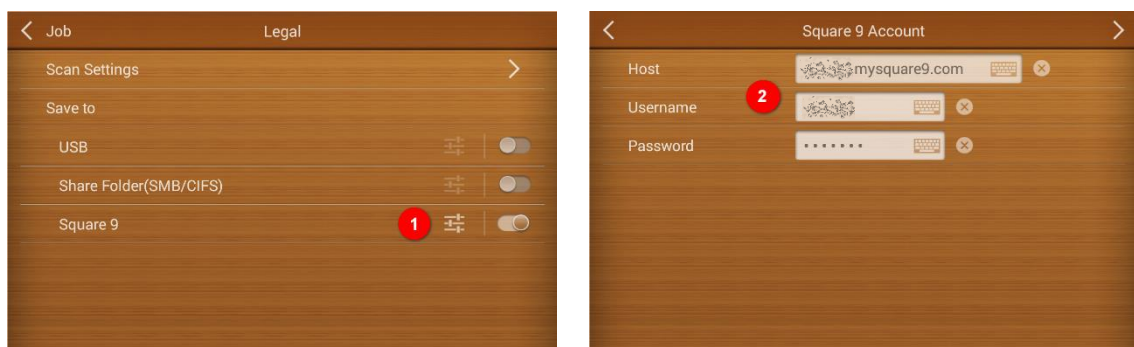 Job Legal
Scan Settings
Save to
USB
Share Folder(SMB/CIFS)
Square 9
1
Square 9 Account
Host mysquare9.com
2
Username
Password •••••••